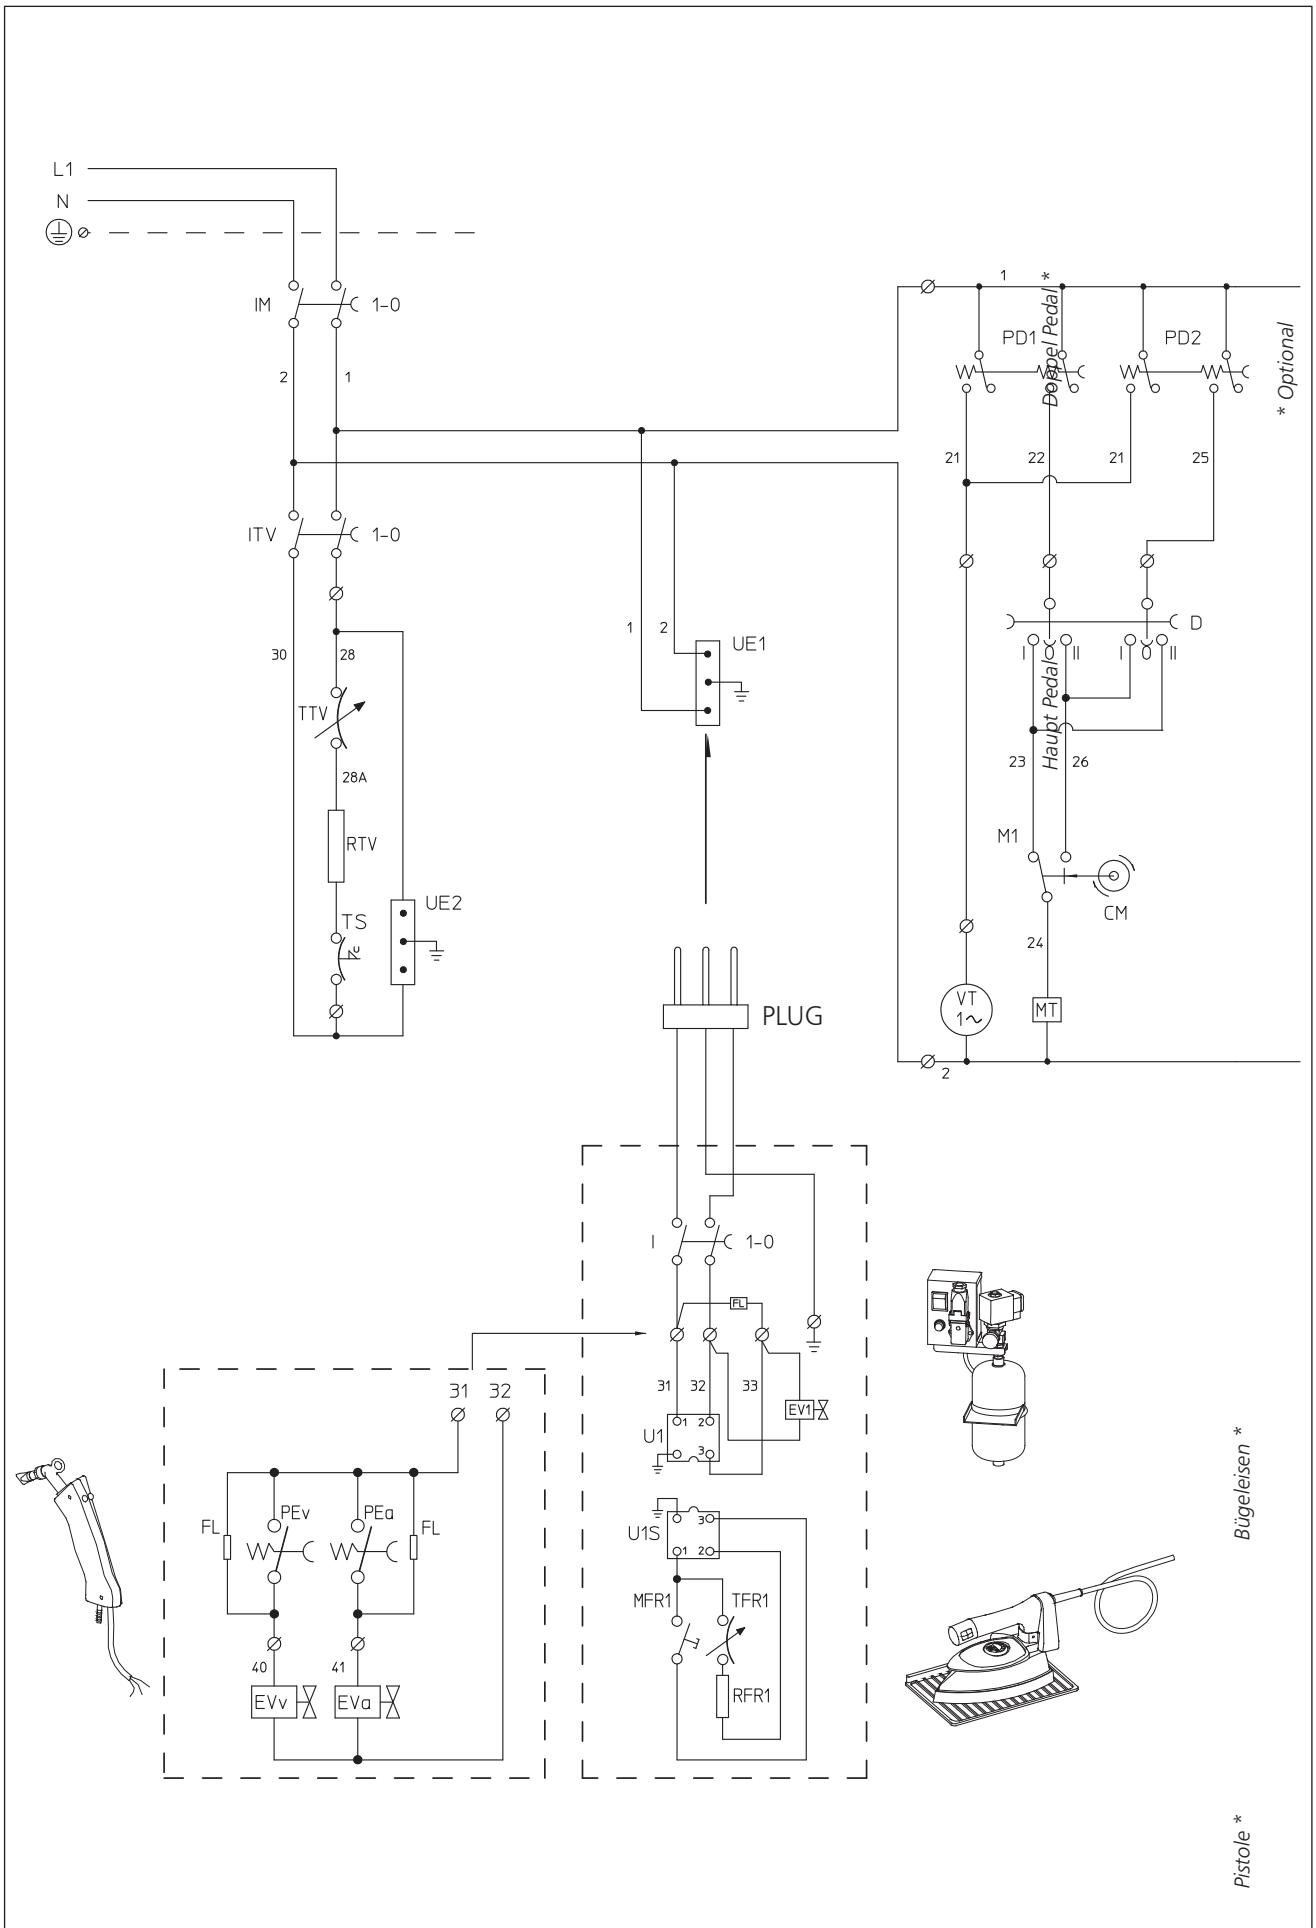 L1
N
IM
1-0
2
1
1
PD1
Doppel Pedal *
PD2
* Optional
21
22
21
25
ITV
1-0
30
28
TTV
28A
RTV
TS
UE2
1
2
UE1
D
I
0
II
I
0
II
Haupt Pedal
23
26
M1
CM
24
VT
1~
MT
2
PLUG
I
1-0
FL
31
32
33
EV1
U1
1
2
3
U1S
3
1
2
MFR1
TFR1
RFR1
31
32
FL
PEv
PEa
FL
40
41
EVv
EVa
Bügeleisen *
Pistole *